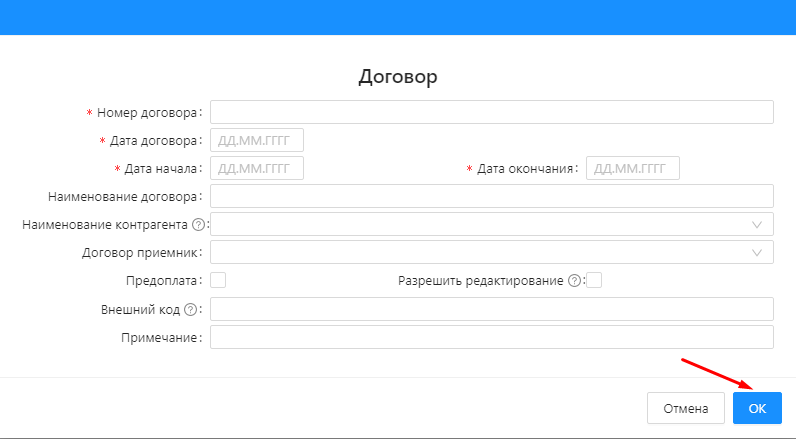 Договор
* Номер договора:
* Дата договора: ДД.ММ.ГГГГ
* Дата начала: ДД.ММ.ГГГГ * Дата окончания: ДД.ММ.ГГГГ
Наименование договора:
Наименование контрагента ?:
Договор приемник:
Предоплата: Разрешить редактирование ?:
Внешний код ?:
Примечание:
Отмена OK